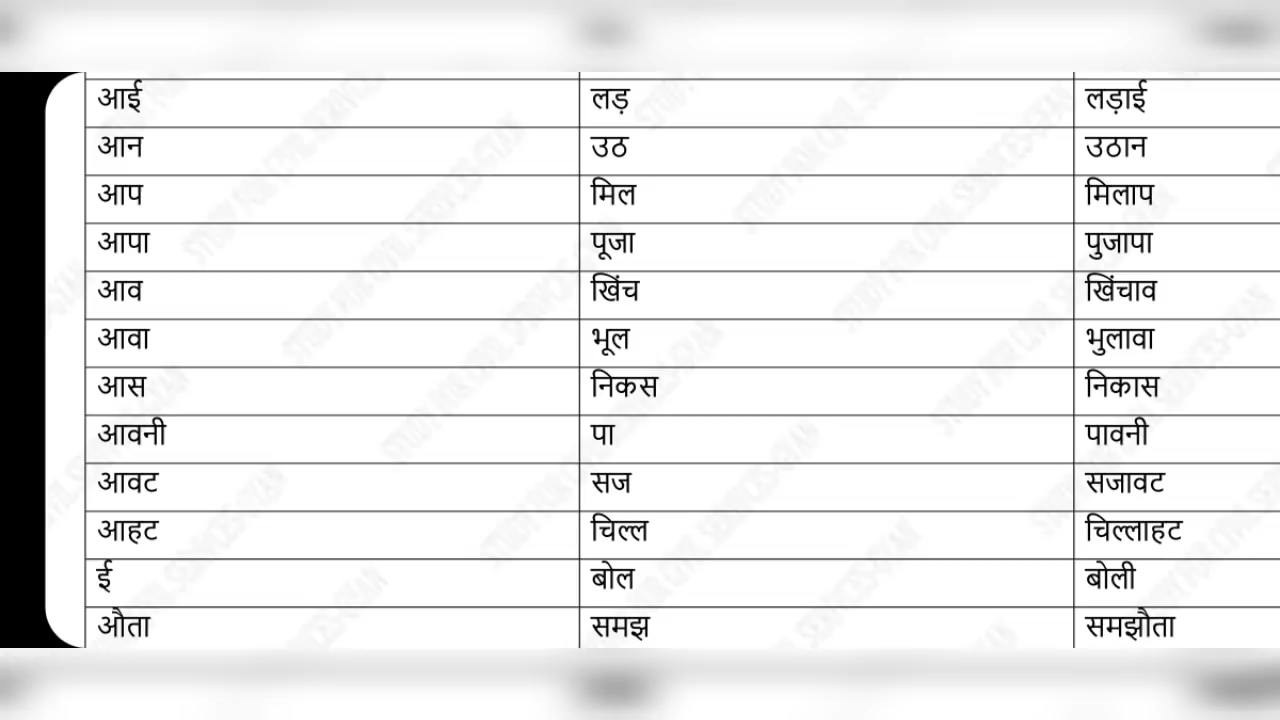 आई लड़ लड़ाई
आन उठ उठान
आप मिल मिलाप
आपा पूजा पुजापा
आव खिंच खिंचाव
आवा भूल भुलावा
आस निकस निकास
आवनी पा पावनी
आवट सज सजावट
आहट चिल्ल चिल्लाहट
ई बोल बोली
औता समझ समझौता